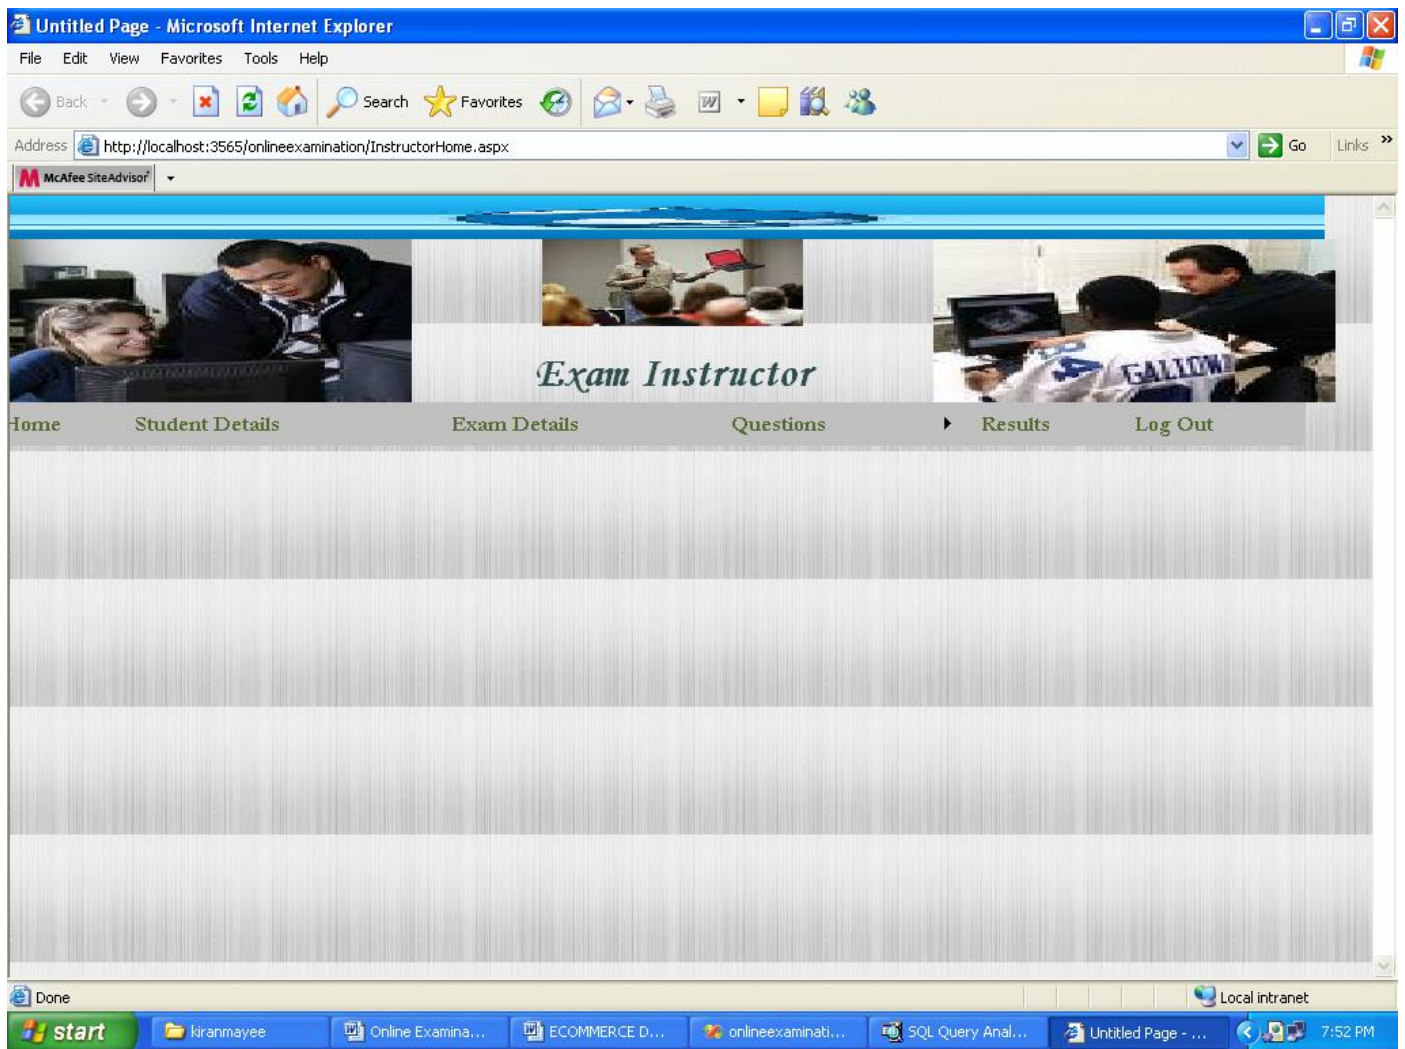 Untitled Page - Microsoft Internet Explorer
File Edit View Favorites Tools Help
Back Search Favorites
Address http://localhost:3565/onlineexamination/InstructorHome.aspx Go Links »
McAfee SiteAdvisor
GALLOW
Exam Instructor
Home Student Details Exam Details Questions Results Log Out
Done Local intranet
start kiranmayee Online Examina... ECOMMERCE D... onlineexaminati... SQL Query Anal... Untitled Page - ... 7:52 PM